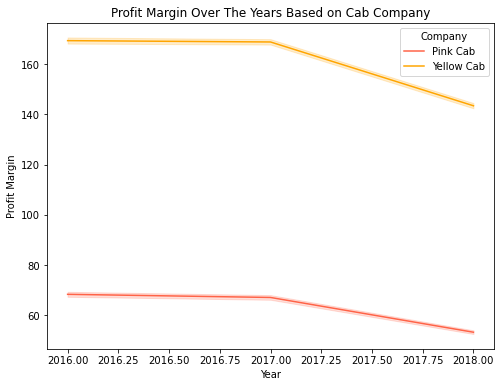 Profit Margin Over The Years Based on Cab Company
Company
Pink Cab
Yellow Cab
Profit Margin
160
140
120
100
80
60
2016.00 2016.25 2016.50 2016.75 2017.00 2017.25 2017.50 2017.75 2018.00
Year